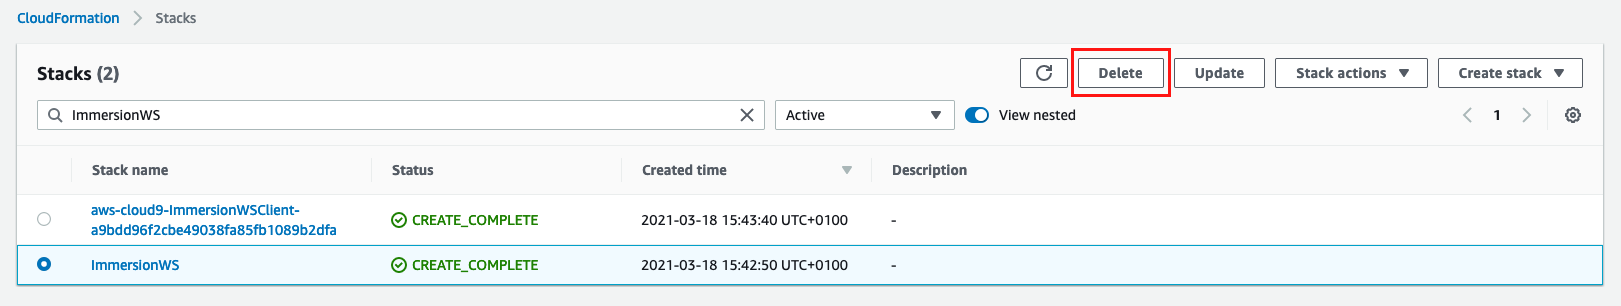 CloudFormation > Stacks
Stacks (2)
Delete
Update
Stack actions
Create stack
ImmersionWS
Active
View nested
1
Stack name Status Created time Description
aws-cloud9-ImmersionWSClient-
a9bdd96f2cbe49038fa85fb1089b2dfa CREATE_COMPLETE 2021-03-18 15:43:40 UTC+0100 -
ImmersionWS CREATE_COMPLETE 2021-03-18 15:42:50 UTC+0100 -